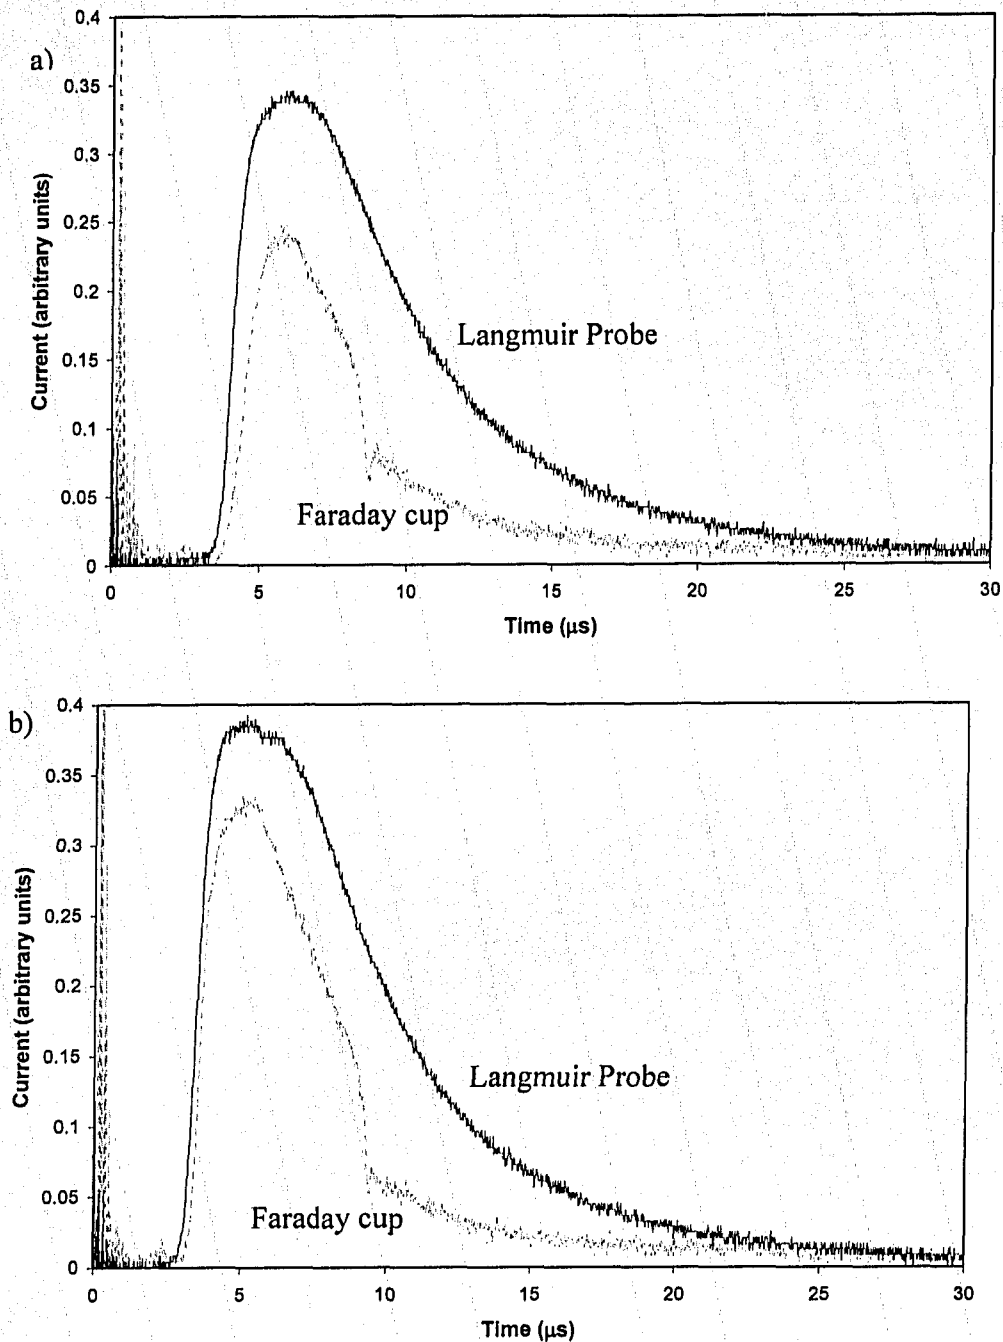 a)
0.4
0.35
0.3
0.25
0.2
0.15
0.1
0.05
0
Current (arbitrary units)
Langmuir Probe
Faraday cup
0 5 10 15 20 25 30
Time (µs)
b)
0.4
0.35
0.3
0.25
0.2
0.15
0.1
0.05
0
Current (arbitrary units)
Langmuir Probe
Faraday cup
0 5 10 15 20 25 30
Time (µs)